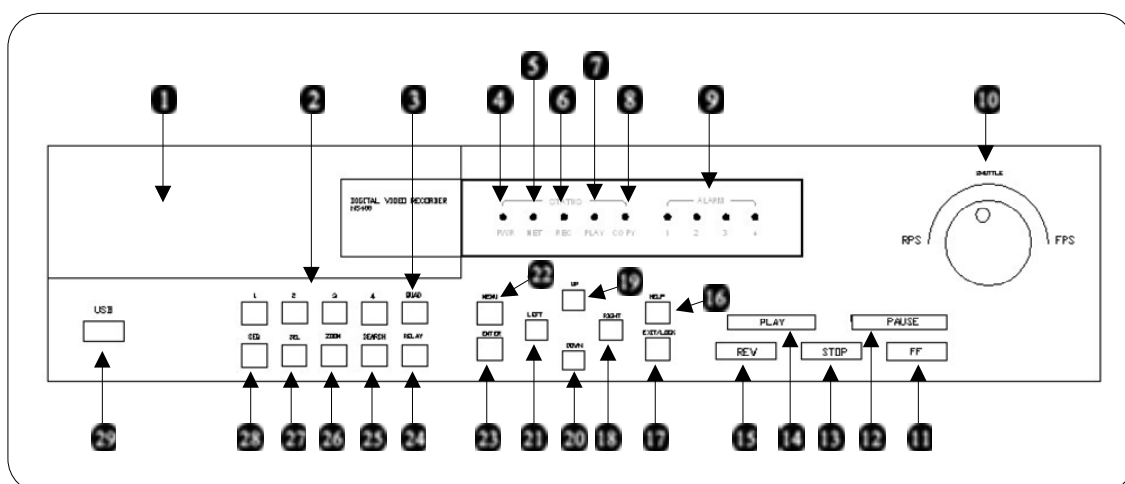 5 7
1 2 3 4 6 8 9 10
SHUTTLE
DIGITAL VIDEO RECORDER
STATUS ALARM
PWR NET REC PLAY COPY 1 2 3 4
RPS FPS
22 19 16
USB 1 2 3 4 QUAD MENU UP HELP
LEFT RIGHT PLAY PAUSE
SEQ SEL ZOOM SEARCH RELAY ENTER DOWN EXIT/LOCK REW STOP FF
29 28 27 26 25 24 23 21 20 18 17 15 14 13 12 11